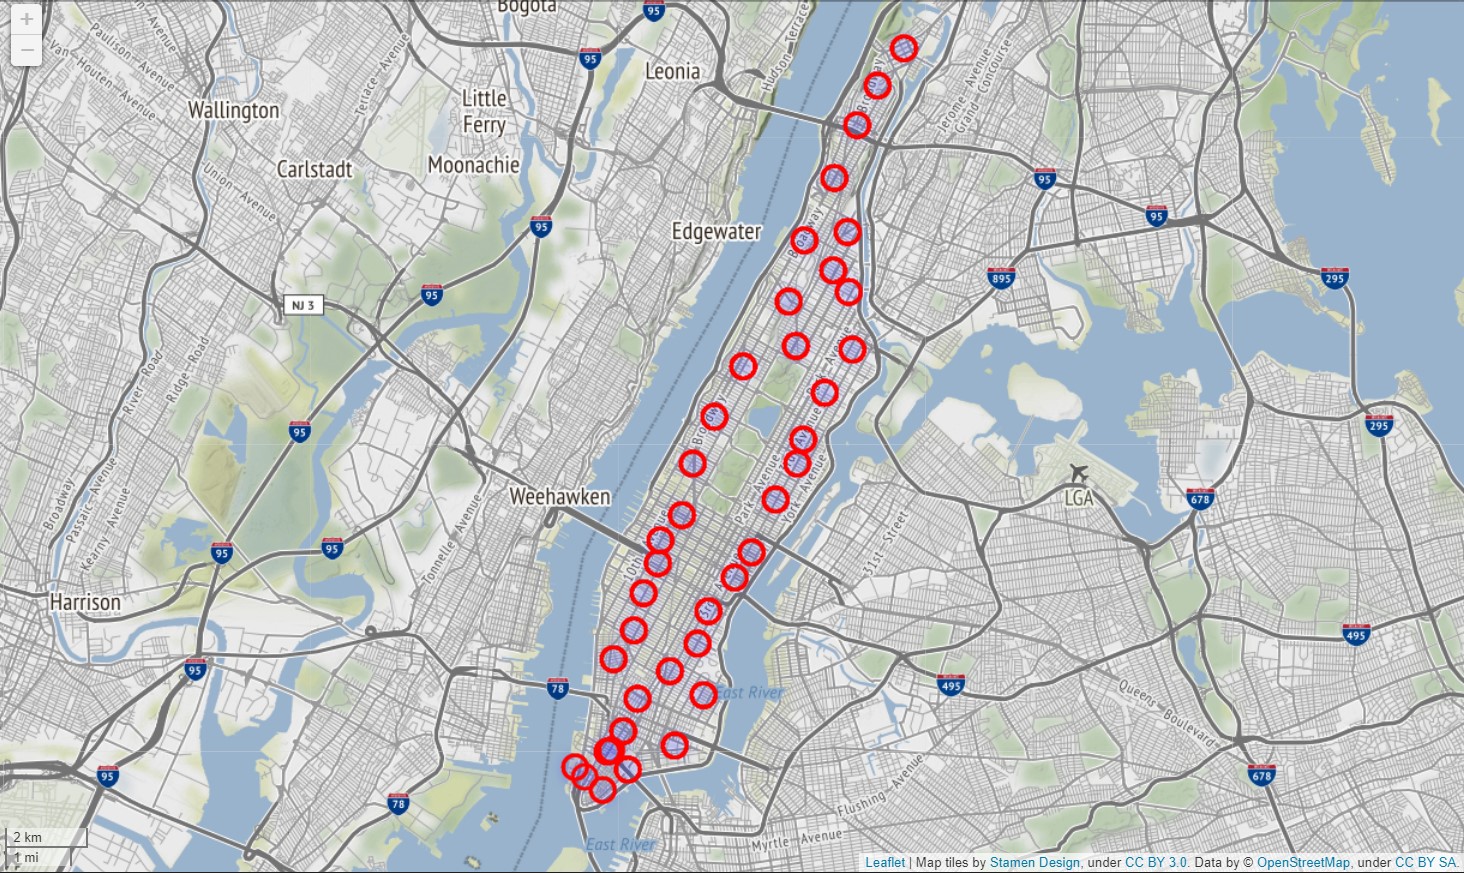 +
−
Bogota
95
95
Hudson-Terrace
Leonia
Paulison-Avenue
Van-Houten-Avenue
Terrace-Avenue
Little
Ferry
Wallington
Jerome-Avenue
Grand-Concourse
Moonachie
Carlstadt
95
Union-Avenue
95
95
Edgewater
Broadway
895
295
95
NJ 3
River-Road
Ridge-Road
Park-Avenue
Broadway
295
95
Broadway
Passaic-Avenue
Kearny-Avenue
Weehawken
Park-Avenue
York-Avenue
LGA
678
31st-Street
95
95
Tonnelle-Avenue
Harrison
495
95
78
East River
495
Queens-Boulevard
95
78
678
Flushing-Avenue
Myrtle-Avenue
East River
2 km
1 mi
Leaflet | Map tiles by Stamen Design, under CC BY 3.0. Data by © OpenStreetMap, under CC BY SA.